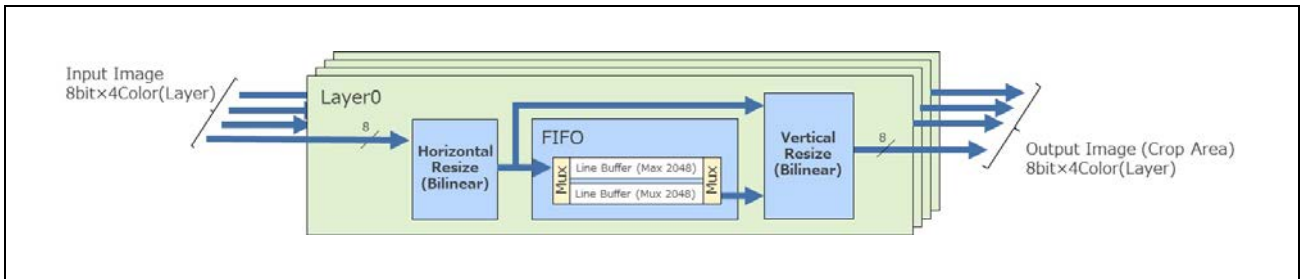 Input Image
8bit×4Color(Layer)
Layer0
8
Horizontal
Resize
(Bilinear)
FIFO
Mux
Line Buffer (Max 2048)
Line Buffer (Mux 2048)
Mux
Vertical
Resize
(Bilinear)
8
Output Image (Crop Area)
8bit×4Color(Layer)